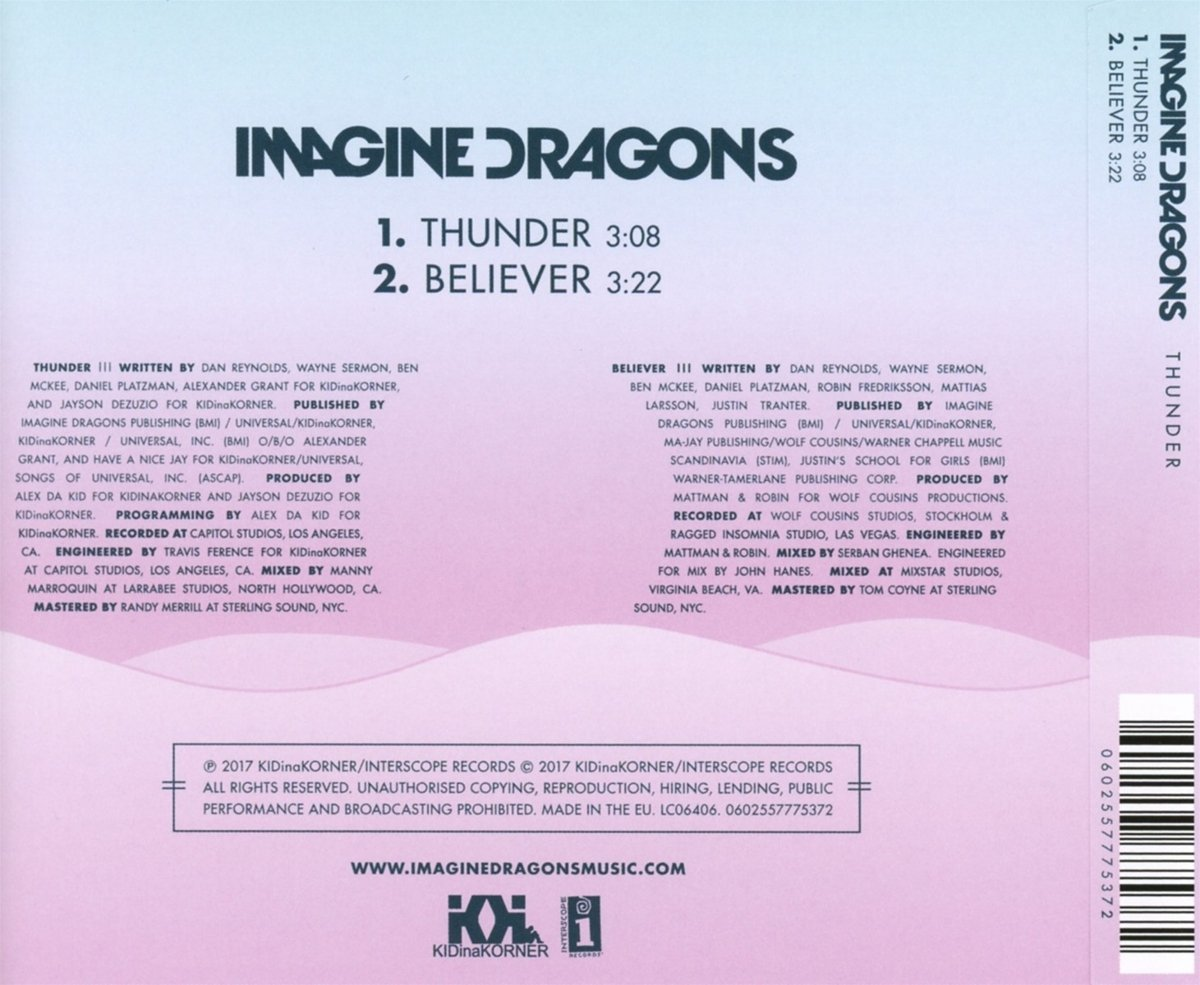 IMAGINE DRAGONS
1. THUNDER 3:08
2. BELIEVER 3:22
THUNDER III WRITTEN BY DAN REYNOLDS, WAYNE SERMON, BEN
MCKEE, DANIEL PLATZMAN, ALEXANDER GRANT FOR KIDinaKORNER,
AND JAYSON DEZUZIO FOR KIDinaKORNER. PUBLISHED BY
IMAGINE DRAGONS PUBLISHING (BMI) / UNIVERSAL/KIDinaKORNER,
KIDinaKORNER / UNIVERSAL, INC. (BMI) O/B/O ALEXANDER
GRANT, AND HAVE A NICE JAY FOR KIDinaKORNER/UNIVERSAL,
SONGS OF UNIVERSAL, INC. (ASCAP). PRODUCED BY
ALEX DA KID FOR KIDINAKORNER AND JAYSON DEZUZIO FOR
KIDinaKORNER. PROGRAMMING BY ALEX DA KID FOR
KIDinaKORNER. RECORDED AT CAPITOL STUDIOS, LOS ANGELES,
CA. ENGINEERED BY TRAVIS FERENCE FOR KIDinaKORNER
AT CAPITOL STUDIOS, LOS ANGELES, CA. MIXED BY MANNY
MARROQUIN AT LARRABEE STUDIOS, NORTH HOLLYWOOD, CA.
MASTERED BY RANDY MERRILL AT STERLING SOUND, NYC.
BELIEVER III WRITTEN BY DAN REYNOLDS, WAYNE SERMON,
BEN MCKEE, DANIEL PLATZMAN, ROBIN FREDRIKSSON, MATTIAS
LARSSON, JUSTIN TRANTER. PUBLISHED BY IMAGINE
DRAGONS PUBLISHING (BMI) / UNIVERSAL/KIDinaKORNER,
MA-JAY PUBLISHING/WOLF COUSINS/WARNER CHAPPELL MUSIC
SCANDINAVIA (STIM), JUSTIN'S SCHOOL FOR GIRLS (BMI)
WARNER-TAMERLANE PUBLISHING CORP. PRODUCED BY
MATTMAN & ROBIN FOR WOLF COUSINS PRODUCTIONS.
RECORDED AT WOLF COUSINS STUDIOS, STOCKHOLM &
RAGGED INSOMNIA STUDIO, LAS VEGAS. ENGINEERED BY
MATTMAN & ROBIN. MIXED BY SERBAN GHENEA. ENGINEERED
FOR MIX BY JOHN HANES. MIXED AT MIXSTAR STUDIOS,
VIRGINIA BEACH, VA. MASTERED BY TOM COYNE AT STERLING
SOUND, NYC.
℗ 2017 KIDinaKORNER/INTERSCOPE RECORDS © 2017 KIDinaKORNER/INTERSCOPE RECORDS
ALL RIGHTS RESERVED. UNAUTHORISED COPYING, REPRODUCTION, HIRING, LENDING, PUBLIC
PERFORMANCE AND BROADCASTING PROHIBITED. MADE IN THE EU. LC06406. 0602557775372
WWW.IMAGINEDRAGONSMUSIC.COM
KIDinaKORNER
INTERSCOPE
i
RECORDS
IMAGINE DRAGONS THUNDER
1. THUNDER 3:08
2. BELIEVER 3:22
0602557775372